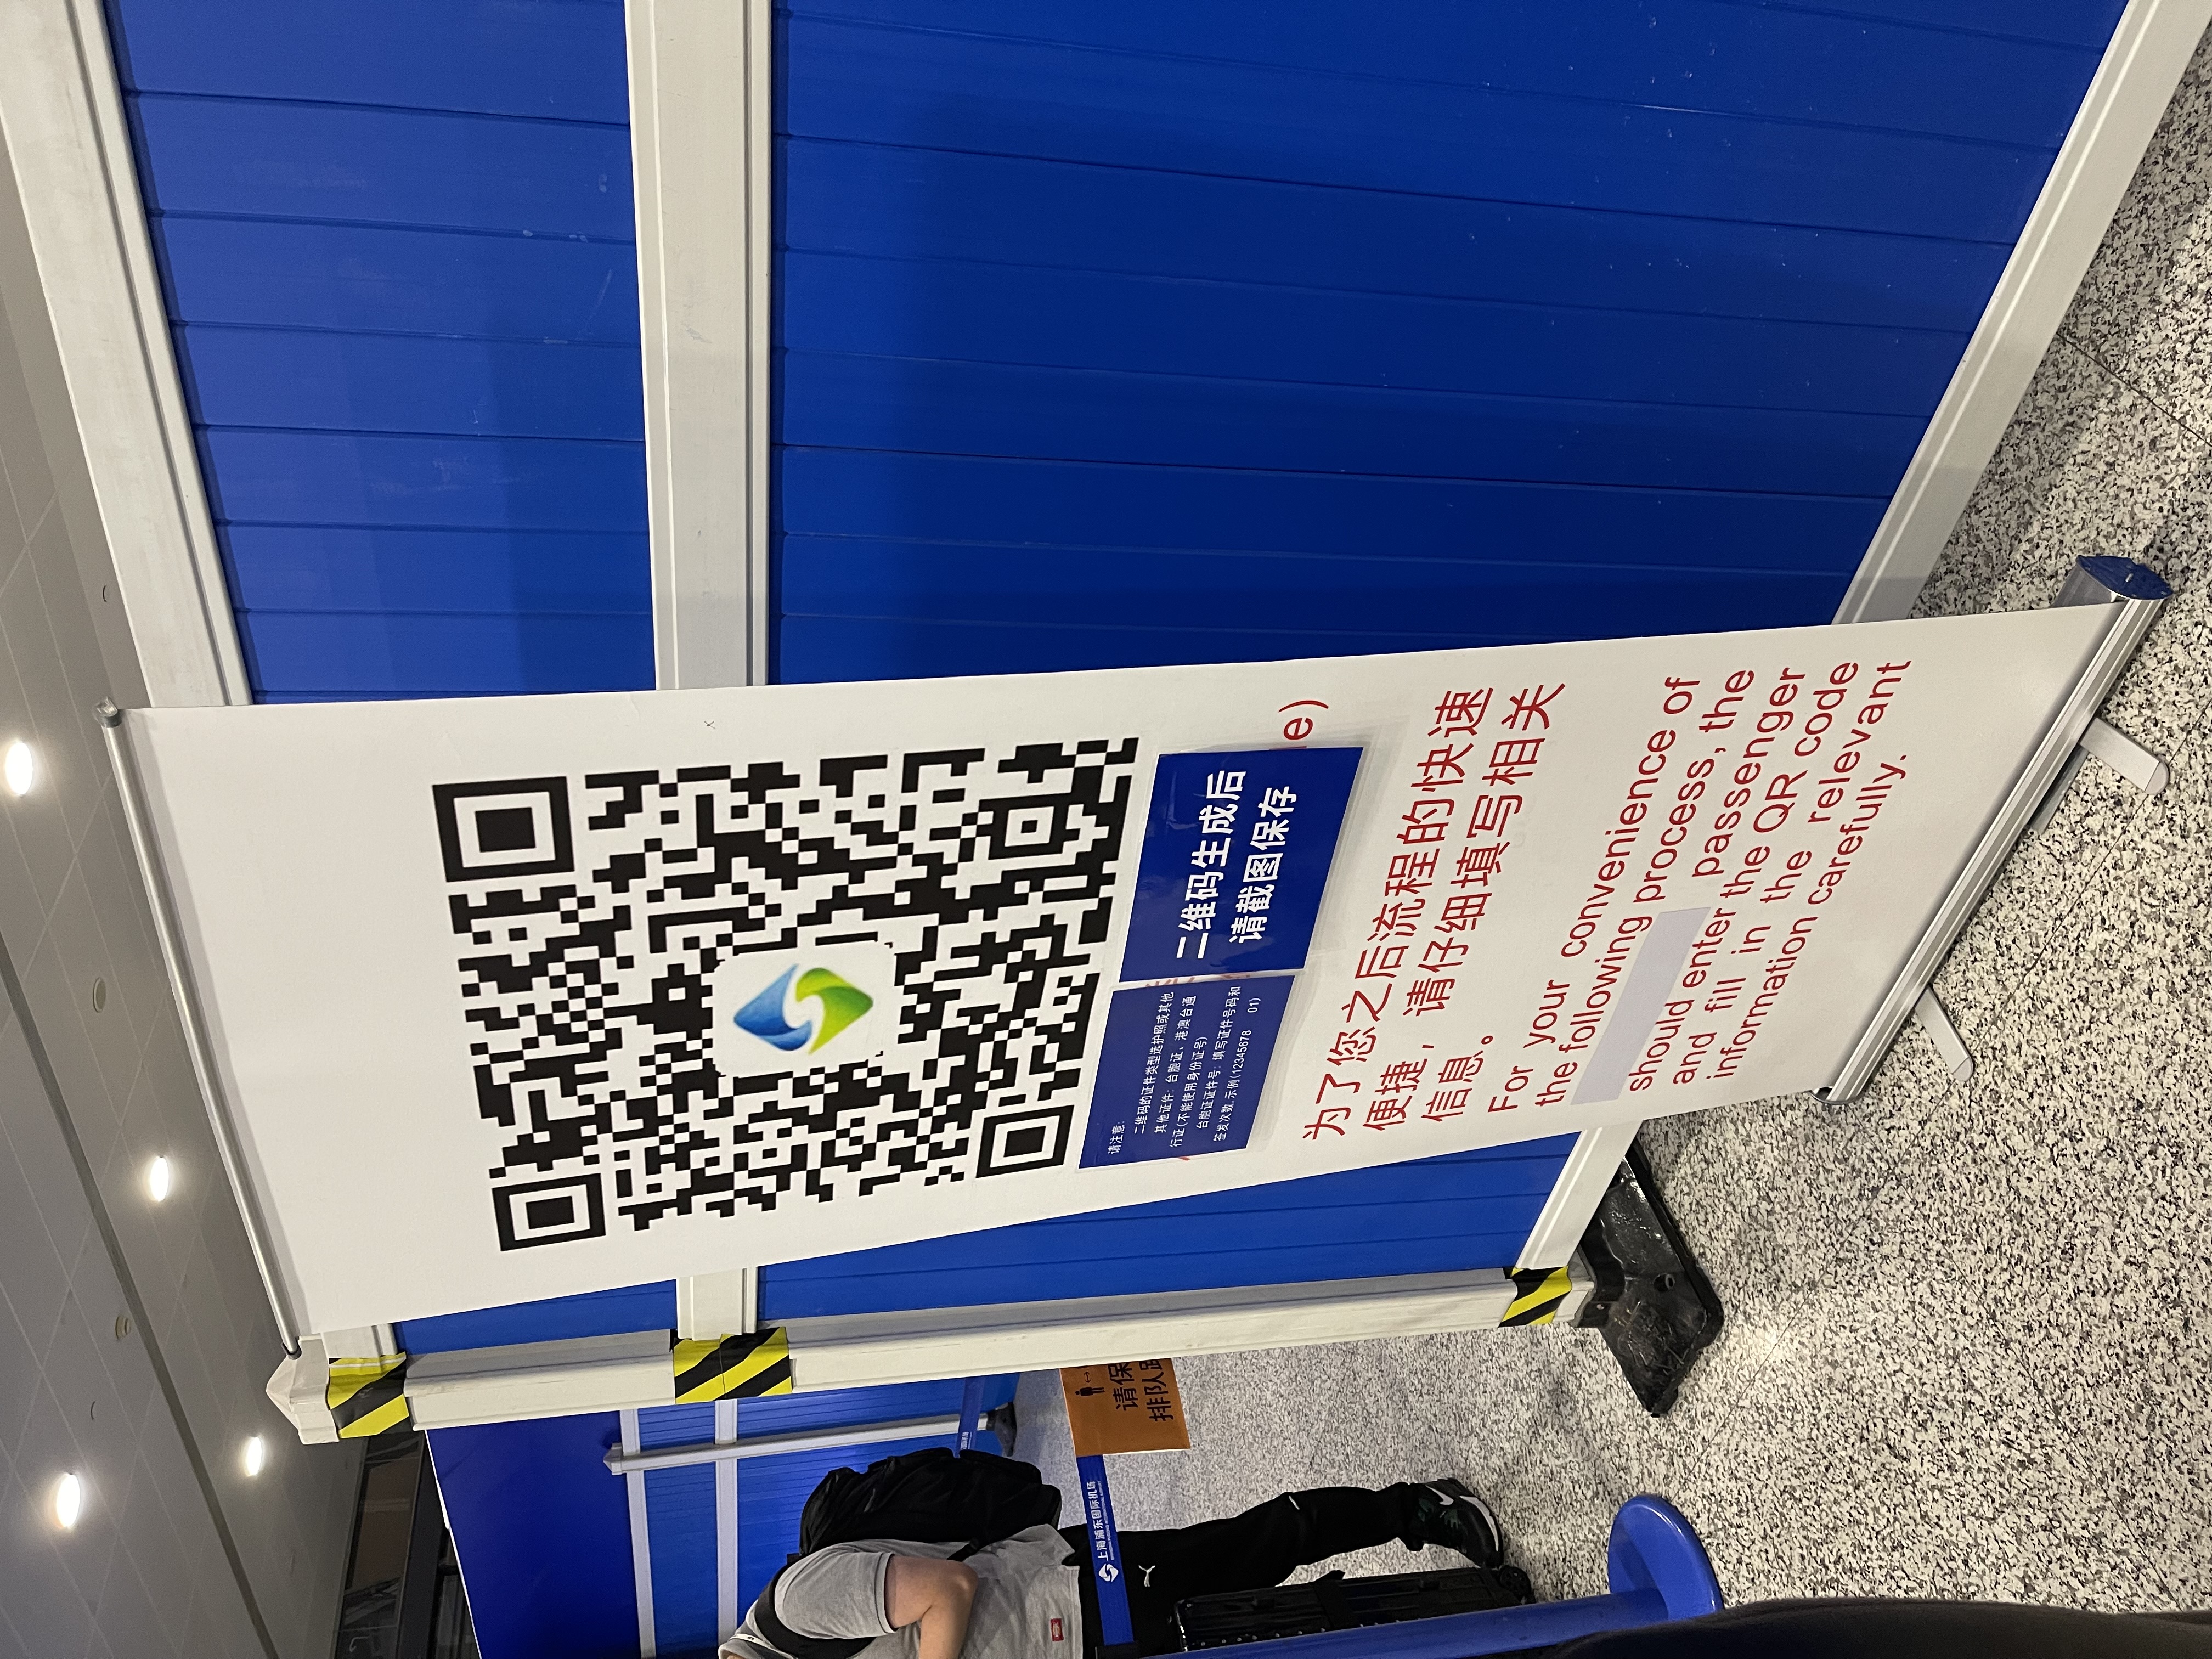 上海浦东国际机场
SHANGHAI PUDONG INTERNATIONAL AIRPORT
请保
排队
请注意:
二维码的证件类型选护照或其他
其他证件: 台胞证、港澳台通
行证(不能使用身份证号)
台胞证证件号: 填写证件号码和
签发次数.示例(12345678 01)
二维码生成后
请截图保存
e)
为了您之后流程的快速
便捷，请仔细填写相关
信息。
For your convenience of
the following process, the
passenger
should enter the QR code
and fill in the relevant
information carefully.